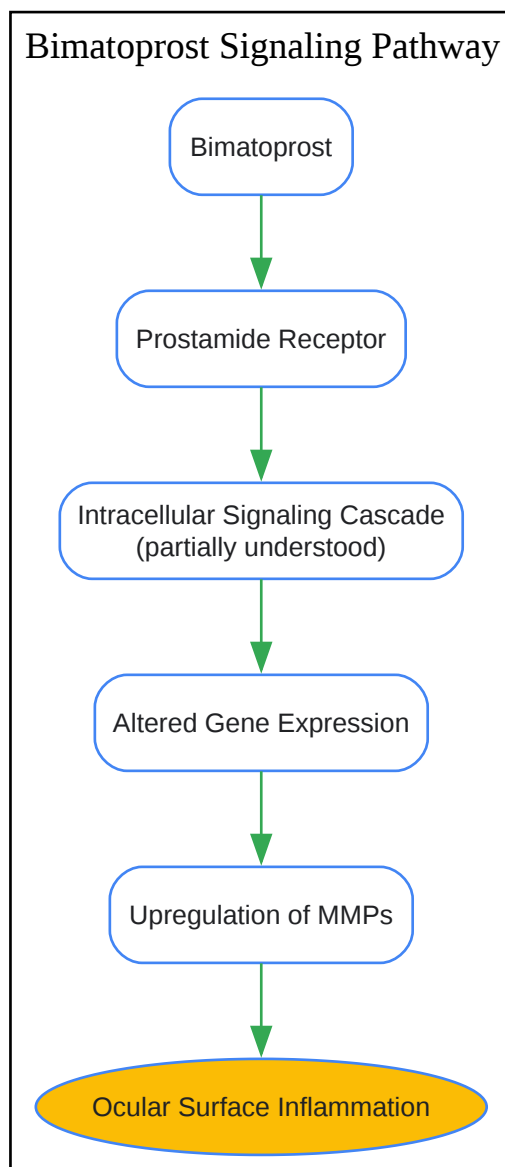 Bimatoprost Signaling Pathway
Bimatoprost
Prostamide Receptor
Intracellular Signaling Cascade
(partially understood)
Altered Gene Expression
Upregulation of MMPs
Ocular Surface Inflammation